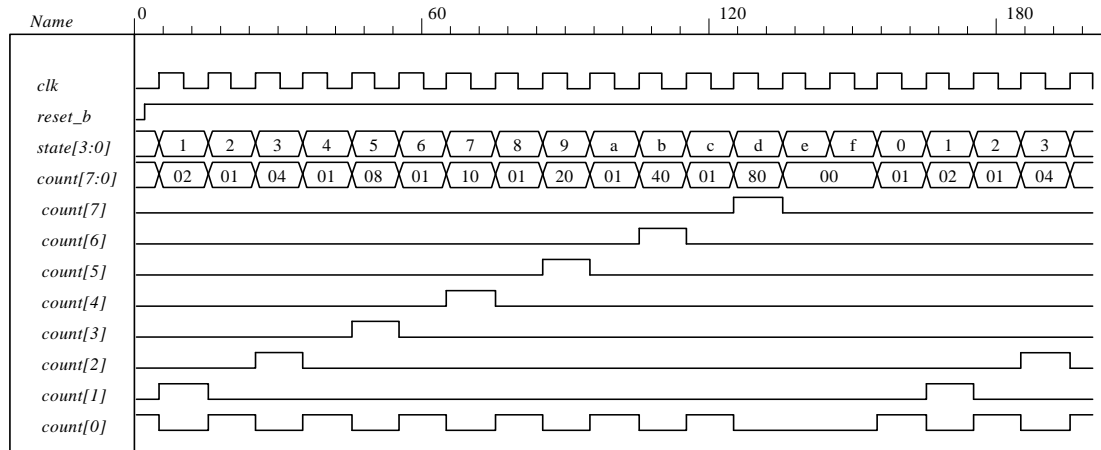 Name 0 60 120 180
clk
reset_b
state[3:0] 1 2 3 4 5 6 7 8 9 a b c d e f 0 1 2 3
count[7:0] 02 01 04 01 08 01 10 01 20 01 40 01 80 00 01 02 01 04
count[7]
count[6]
count[5]
count[4]
count[3]
count[2]
count[1]
count[0]